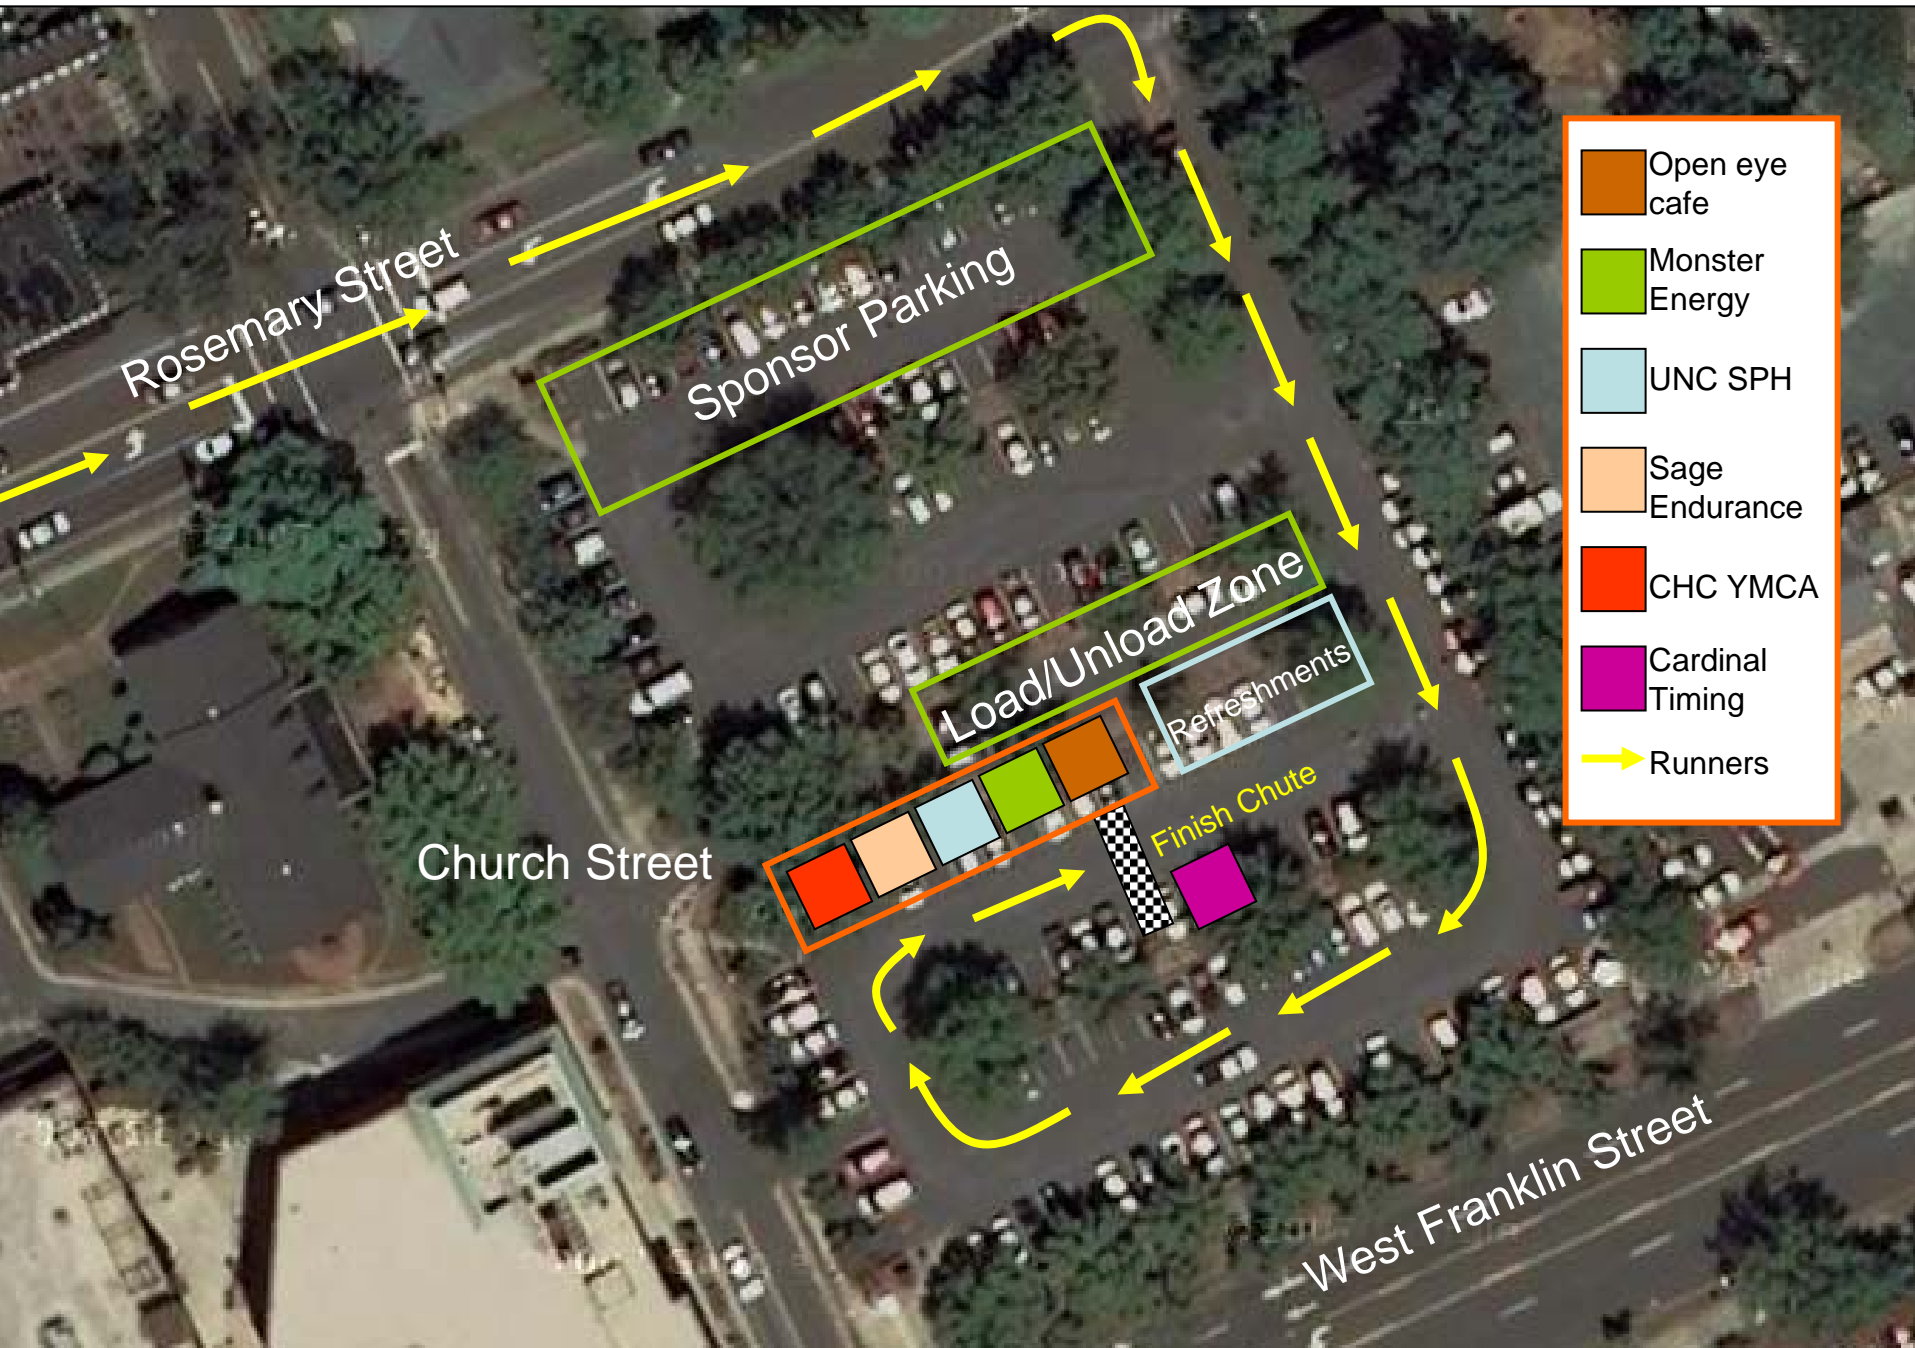 Rosemary Street
Sponsor Parking
Load/Unload Zone
Refreshments
Finish Chute
Church Street
West Franklin Street
Open eye
cafe
Monster
Energy
UNC SPH
Sage
Endurance
CHC YMCA
Cardinal
Timing
Runners